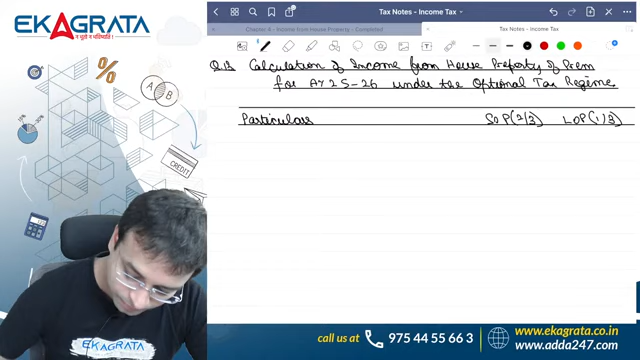 EKAGRATA
Chapter 4 - Income from House Property - Completed
Tax Notes - Income Tax
Tax Notes - Income Tax
Q.13 Calculation of Income from House Property of Prem
for AY 25-26 under the Optional Tax Regime
Particulars SOP(2/3) LOP(1/3)
%
A
B
CREDIT
EKAGRATA
call us at 975 44 55 66 3
www.ekagrata.co.in
www.adda247.com